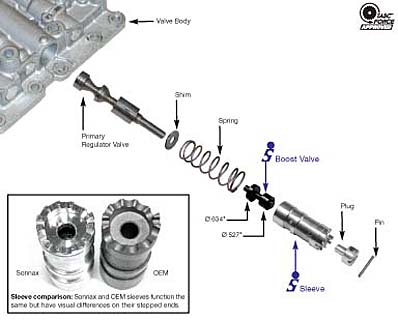 Valve Body
TASC
FORCE
APPROVED
Shim
Spring
Primary
Regulator Valve
Boost Valve
Ø.634"
Ø.527"
Plug
Pin
Sleeve
Sonnax
OEM
Sleeve comparison: Sonnax and OEM sleeves function the
same but have visual differences on their stepped ends.